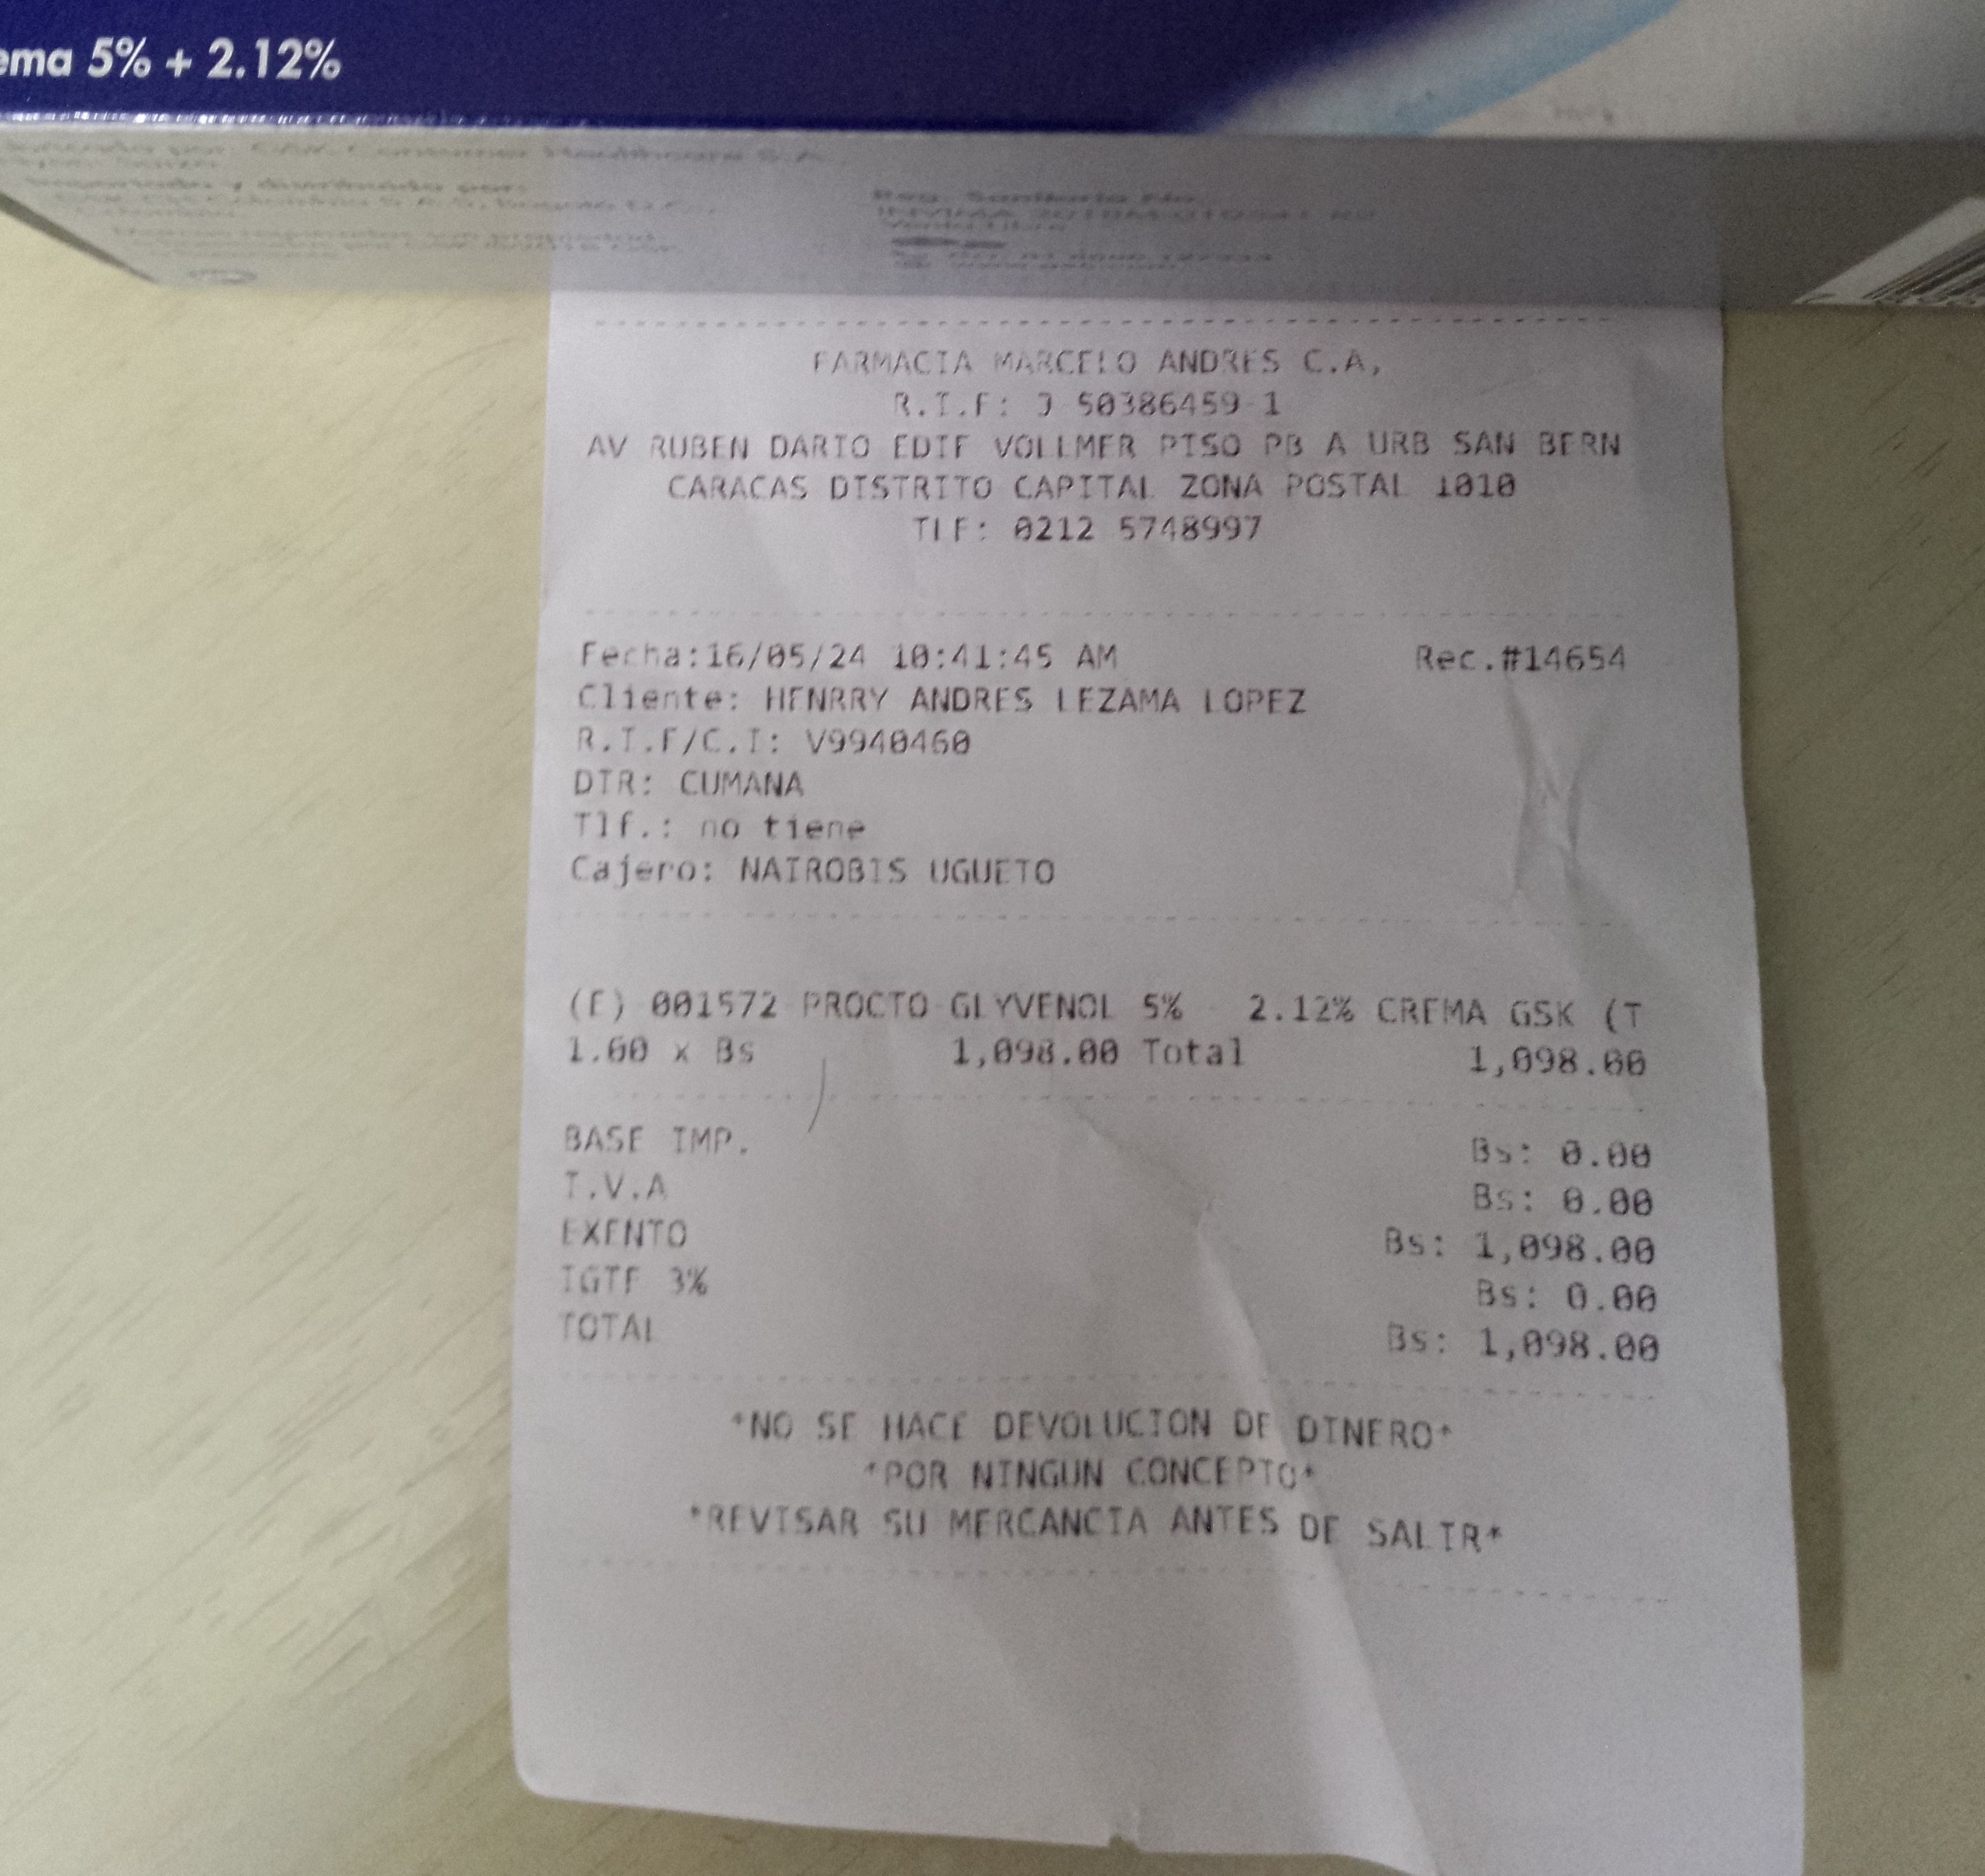 ema 5% + 2.12%
Reg. Sanitario No.
Venta Libre
FARMACIA MARCELO ANDRES C.A,
R.I.F: J-50386459-1
AV RUBEN DARIO EDIF VOLLMER PISO PB A URB SAN BERN
CARACAS DISTRITO CAPITAL ZONA POSTAL 1010
TLF: 0212 5748997
Fecha:16/05/24 10:41:45 AM Rec.#14654
Cliente: HENRRY ANDRES LEZAMA LOPEZ
R.I.F/C.I: V9940460
DIR: CUMANA
Tlf.: no tiene
Cajero: NAIROBIS UGUETO
(E) 001572-PROCTO-GLYVENOL 5% - 2.12% CREMA GSK (T
1.00 x Bs 1,098.00 Total 1,098.00
BASE IMP. Bs: 0.00
I.V.A Bs: 0.00
EXENTO Bs: 1,098.00
IGTF 3% Bs: 0.00
TOTAL Bs: 1,098.00
*NO SE HACE DEVOLUCION DE DINERO*
*POR NINGUN CONCEPTO*
*REVISAR SU MERCANCIA ANTES DE SALIR*